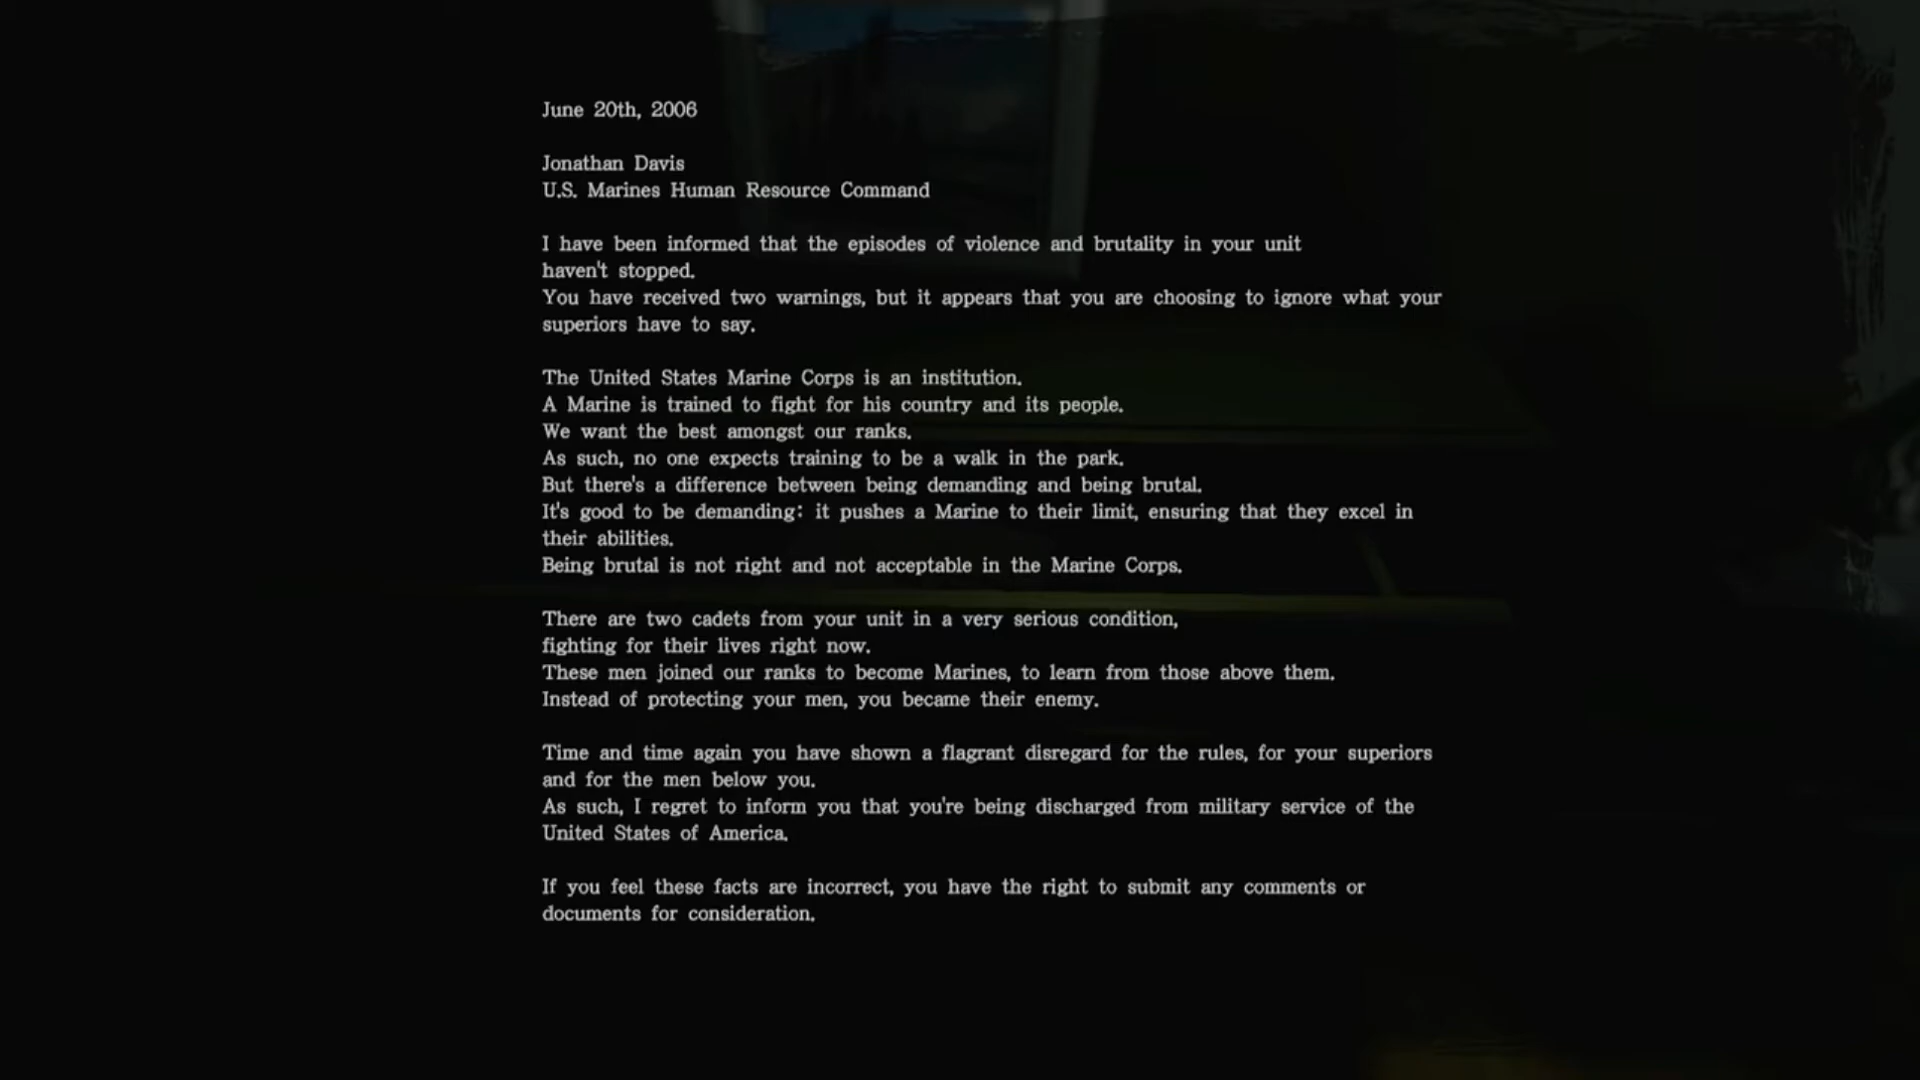 June 20th, 2006
Jonathan Davis
U.S. Marines Human Resource Command
I have been informed that the episodes of violence and brutality in your unit
haven't stopped.
You have received two warnings, but it appears that you are choosing to ignore what your
superiors have to say.
The United States Marine Corps is an institution.
A Marine is trained to fight for his country and its people.
We want the best amongst our ranks.
As such, no one expects training to be a walk in the park.
But there's a difference between being demanding and being brutal.
It's good to be demanding: it pushes a Marine to their limit, ensuring that they excel in
their abilities.
Being brutal is not right and not acceptable in the Marine Corps.
There are two cadets from your unit in a very serious condition,
fighting for their lives right now.
These men joined our ranks to become Marines, to learn from those above them.
Instead of protecting your men, you became their enemy.
Time and time again you have shown a flagrant disregard for the rules, for your superiors
and for the men below you.
As such, I regret to inform you that you're being discharged from military service of the
United States of America.
If you feel these facts are incorrect, you have the right to submit any comments or
documents for consideration.